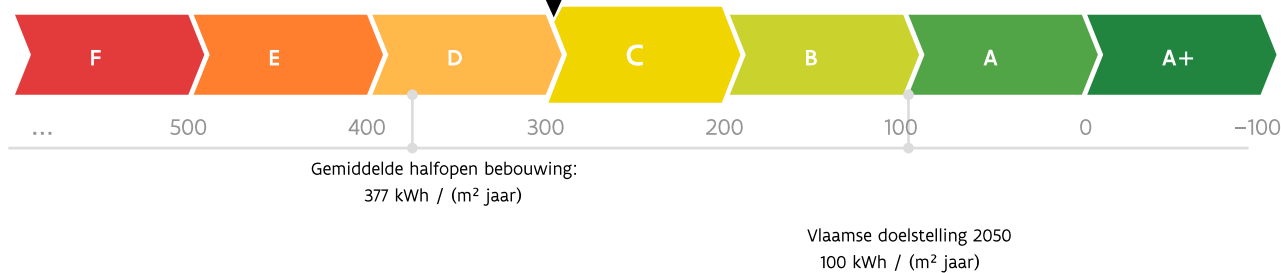 F E D C B A A+
... 500 400 300 200 100 0 −100
Gemiddelde halfopen bebouwing:
377 kWh / (m² jaar)
Vlaamse doelstelling 2050
100 kWh / (m² jaar)